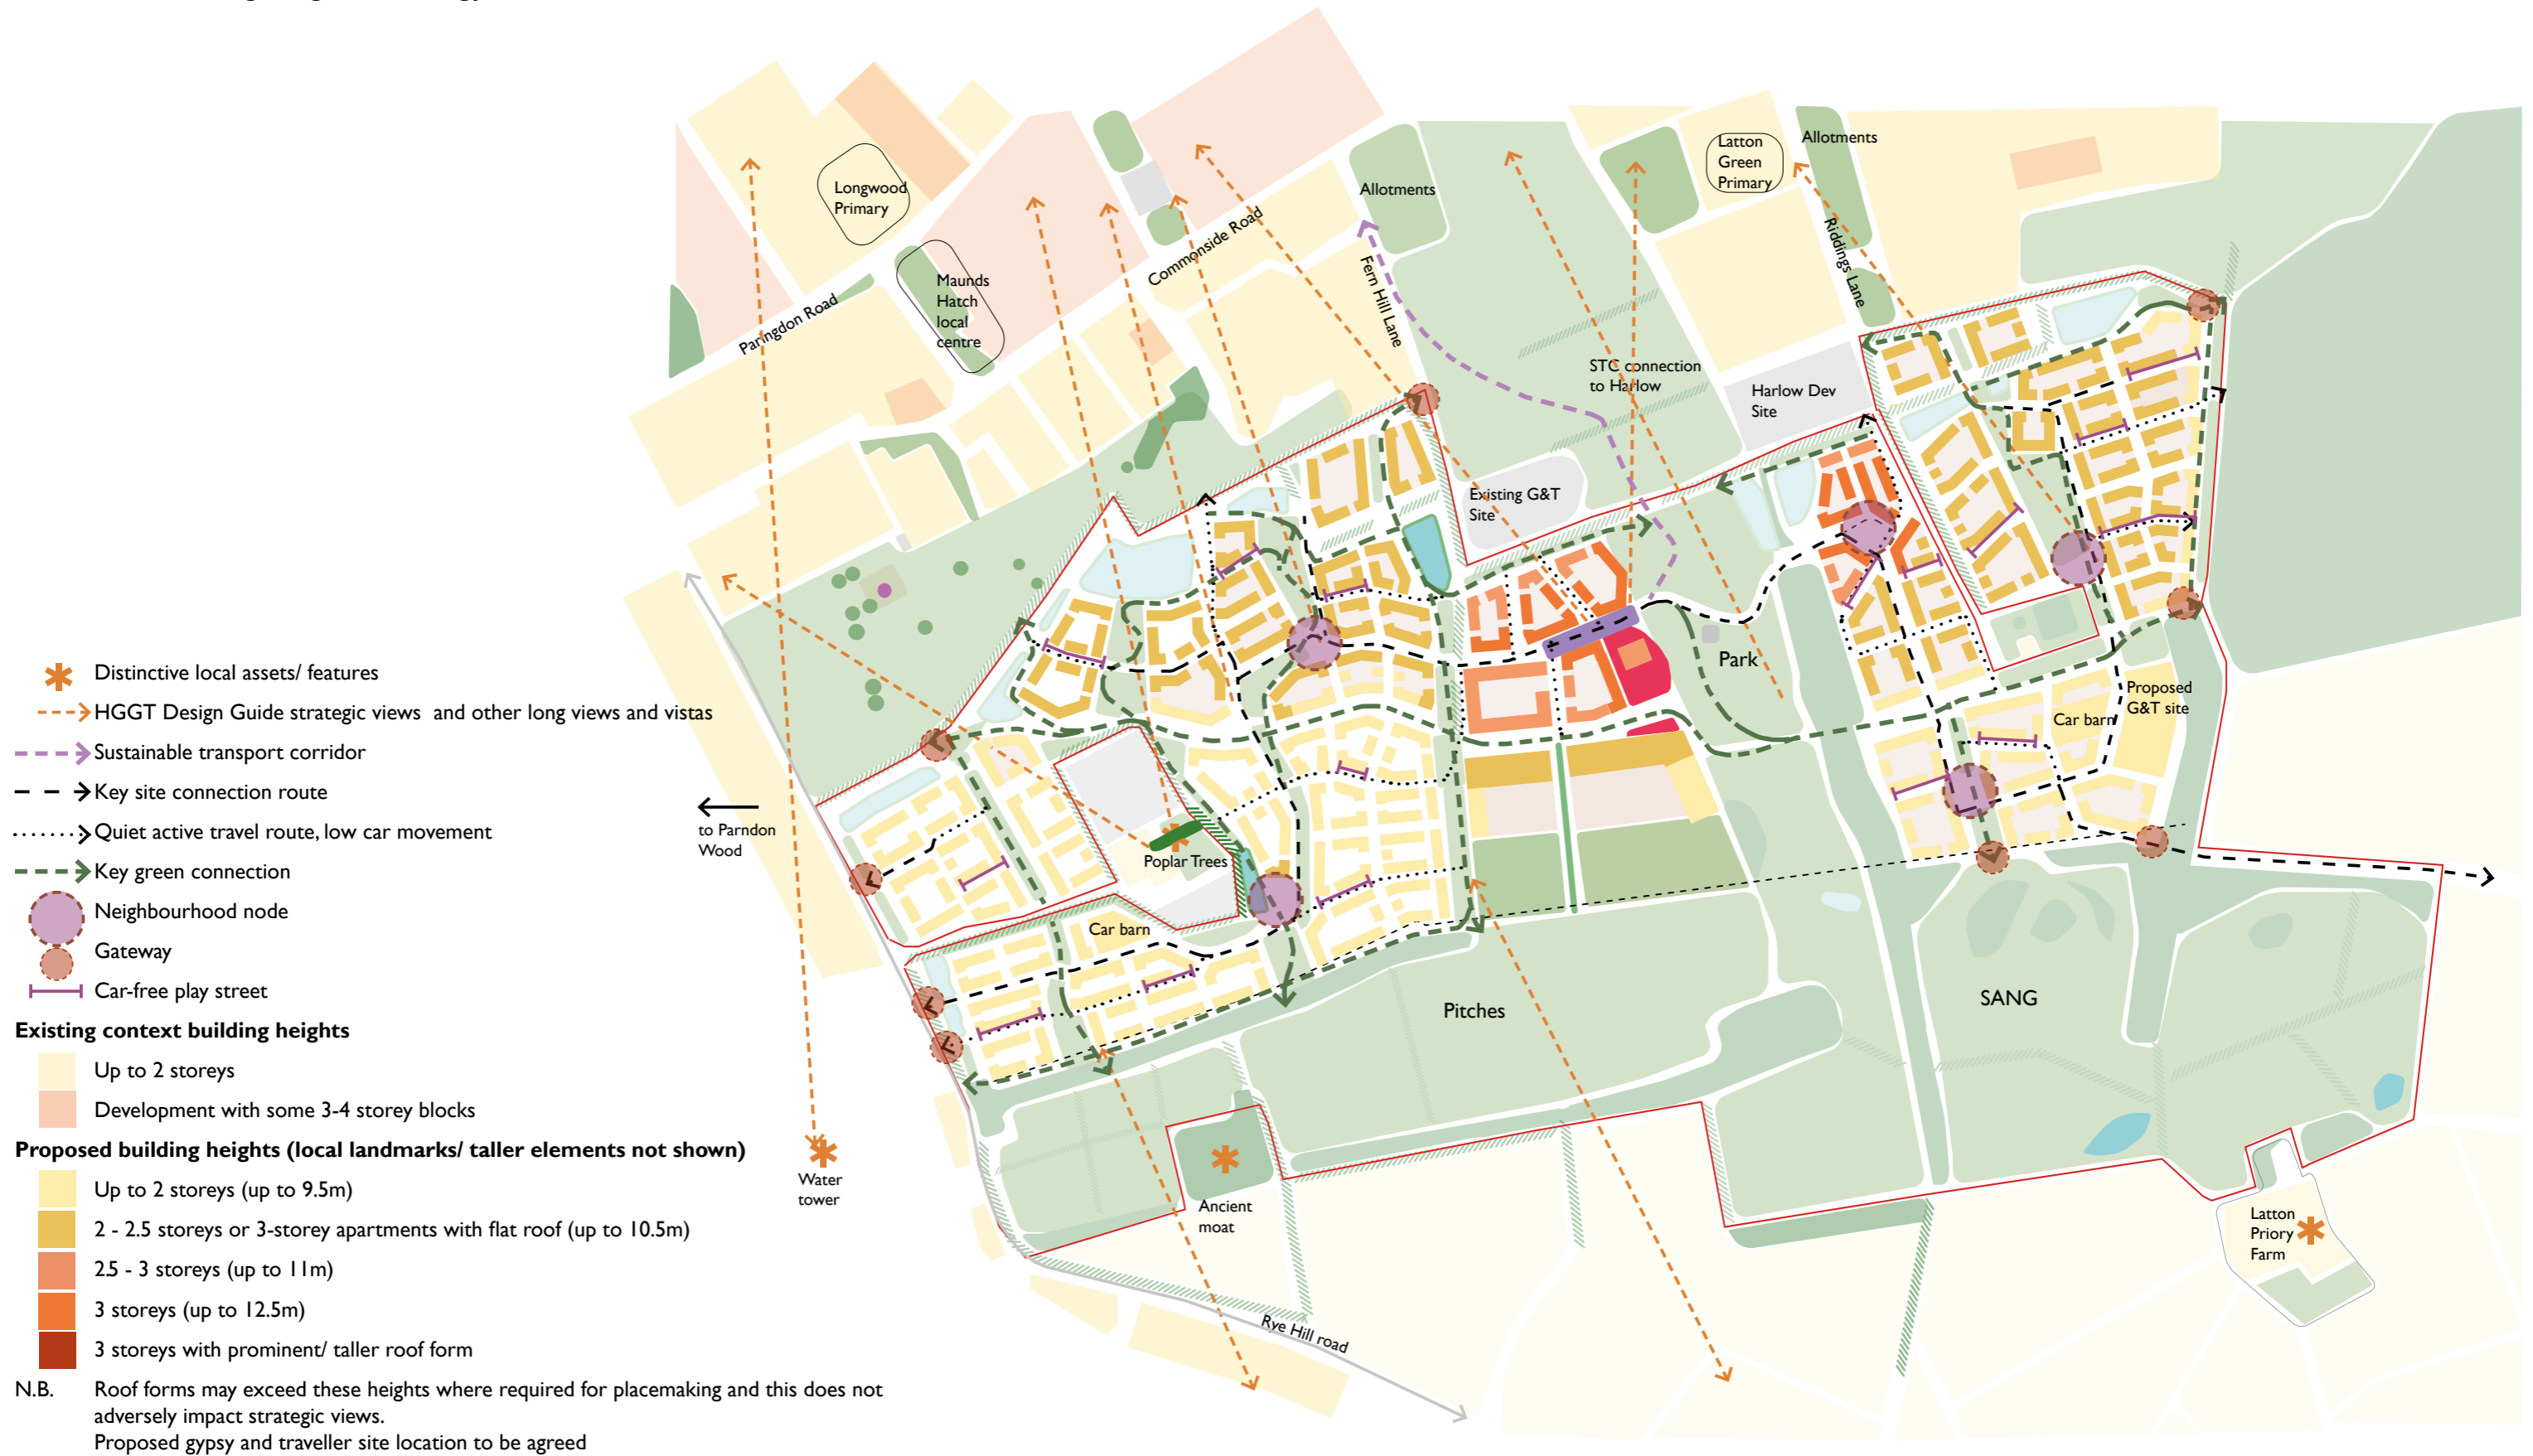 Longwood
Primary
Maunds
Hatch
local
centre
Paringdon Road
Commonside Road
Allotments
Fern Hill Lane
Latton
Green
Primary
Allotments
Riddings Lane
STC connection
to Harlow
Harlow Dev
Site
Existing G&T
Site
Park
Proposed
G&T site
Car barn
to Parndon
Wood
Poplar Trees
Car barn
Pitches
SANG
Water
tower
Ancient
moat
Latton
Priory
Farm
Rye Hill road
Distinctive local assets/ features
HGGT Design Guide strategic views and other long views and vistas
Sustainable transport corridor
Key site connection route
Quiet active travel route, low car movement
Key green connection
Neighbourhood node
Gateway
Car-free play street
Existing context building heights
Up to 2 storeys
Development with some 3-4 storey blocks
Proposed building heights (local landmarks/ taller elements not shown)
Up to 2 storeys (up to 9.5m)
2 - 2.5 storeys or 3-storey apartments with flat roof (up to 10.5m)
2.5 - 3 storeys (up to 11m)
3 storeys (up to 12.5m)
3 storeys with prominent/ taller roof form
N.B. Roof forms may exceed these heights where required for placemaking and this does not
adversely impact strategic views.
Proposed gypsy and traveller site location to be agreed